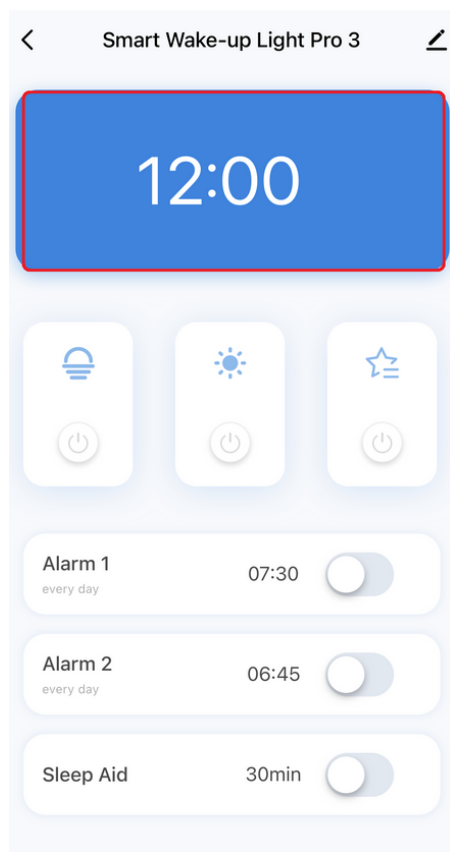 Smart Wake-up Light Pro 3
12:00
Alarm 1
every day
07:30
Alarm 2
every day
06:45
Sleep Aid
30min